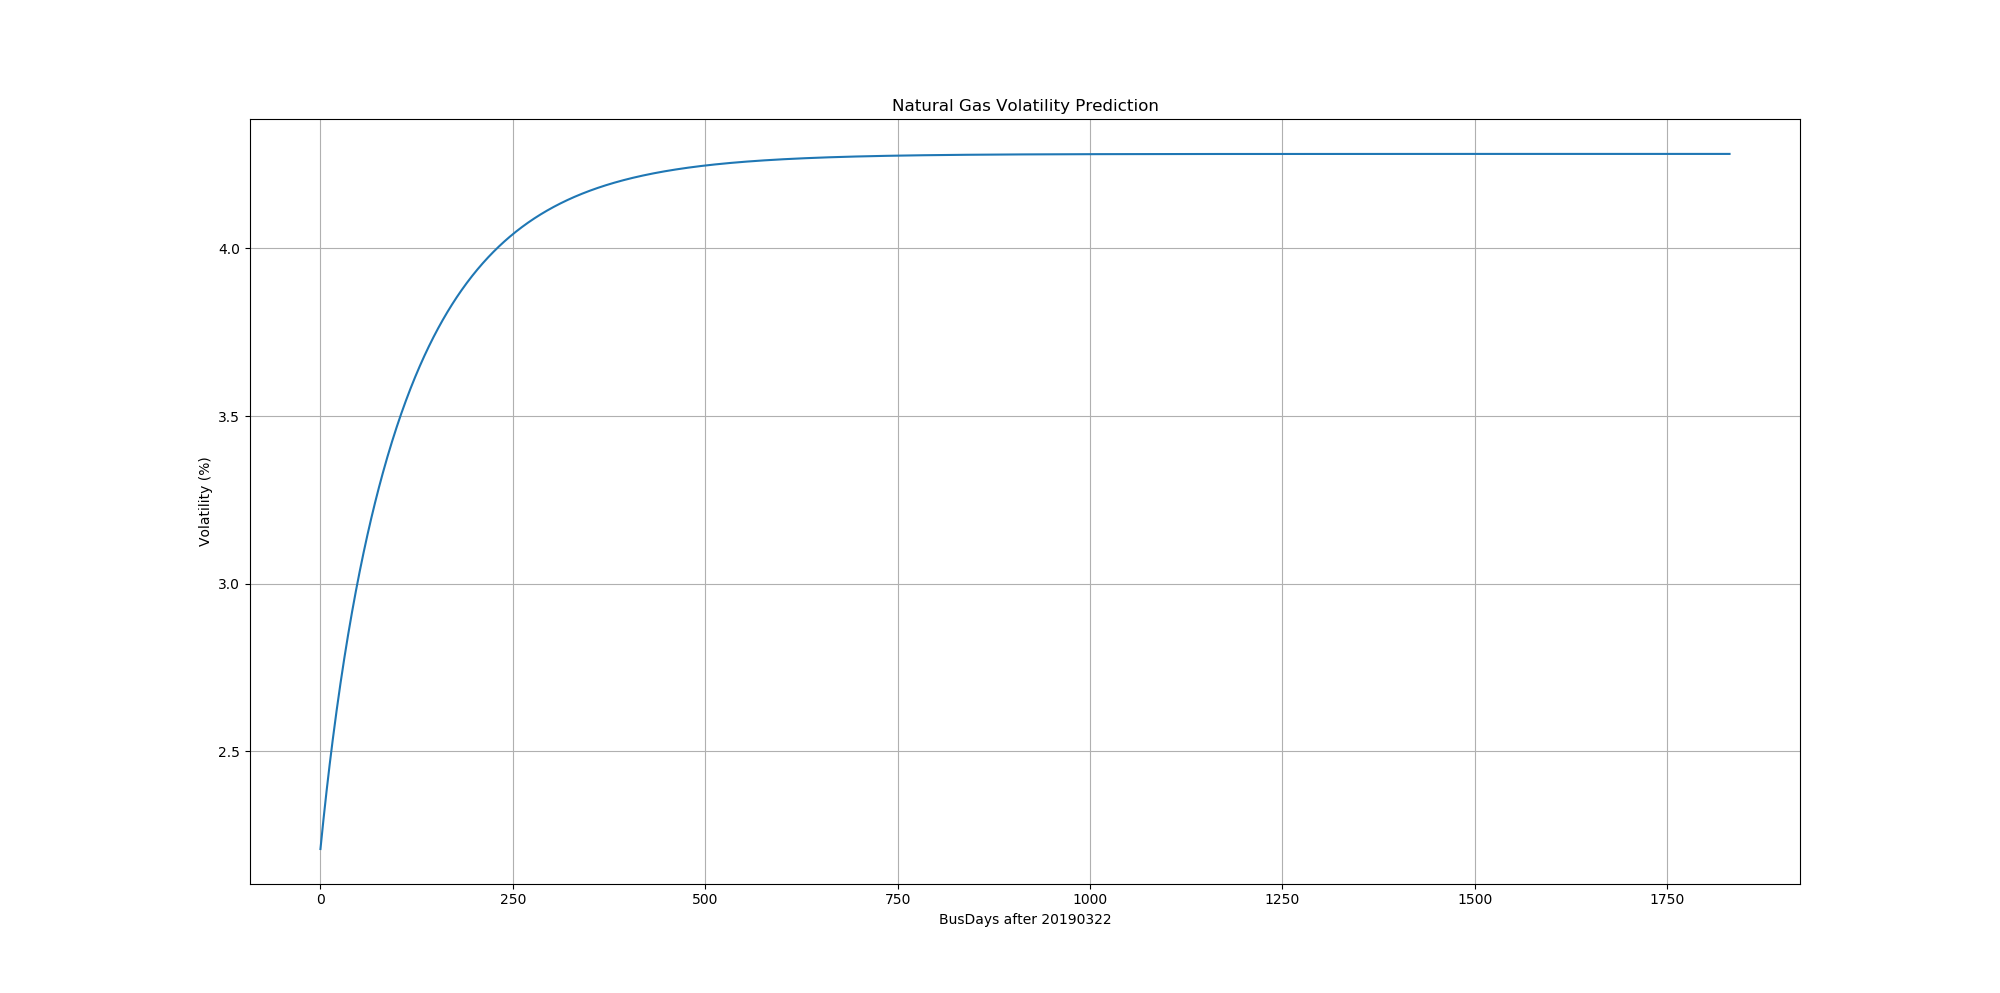 Natural Gas Volatility Prediction
Volatility (%)
4.0
3.5
3.0
2.5
0 250 500 750 1000 1250 1500 1750
BusDays after 20190322